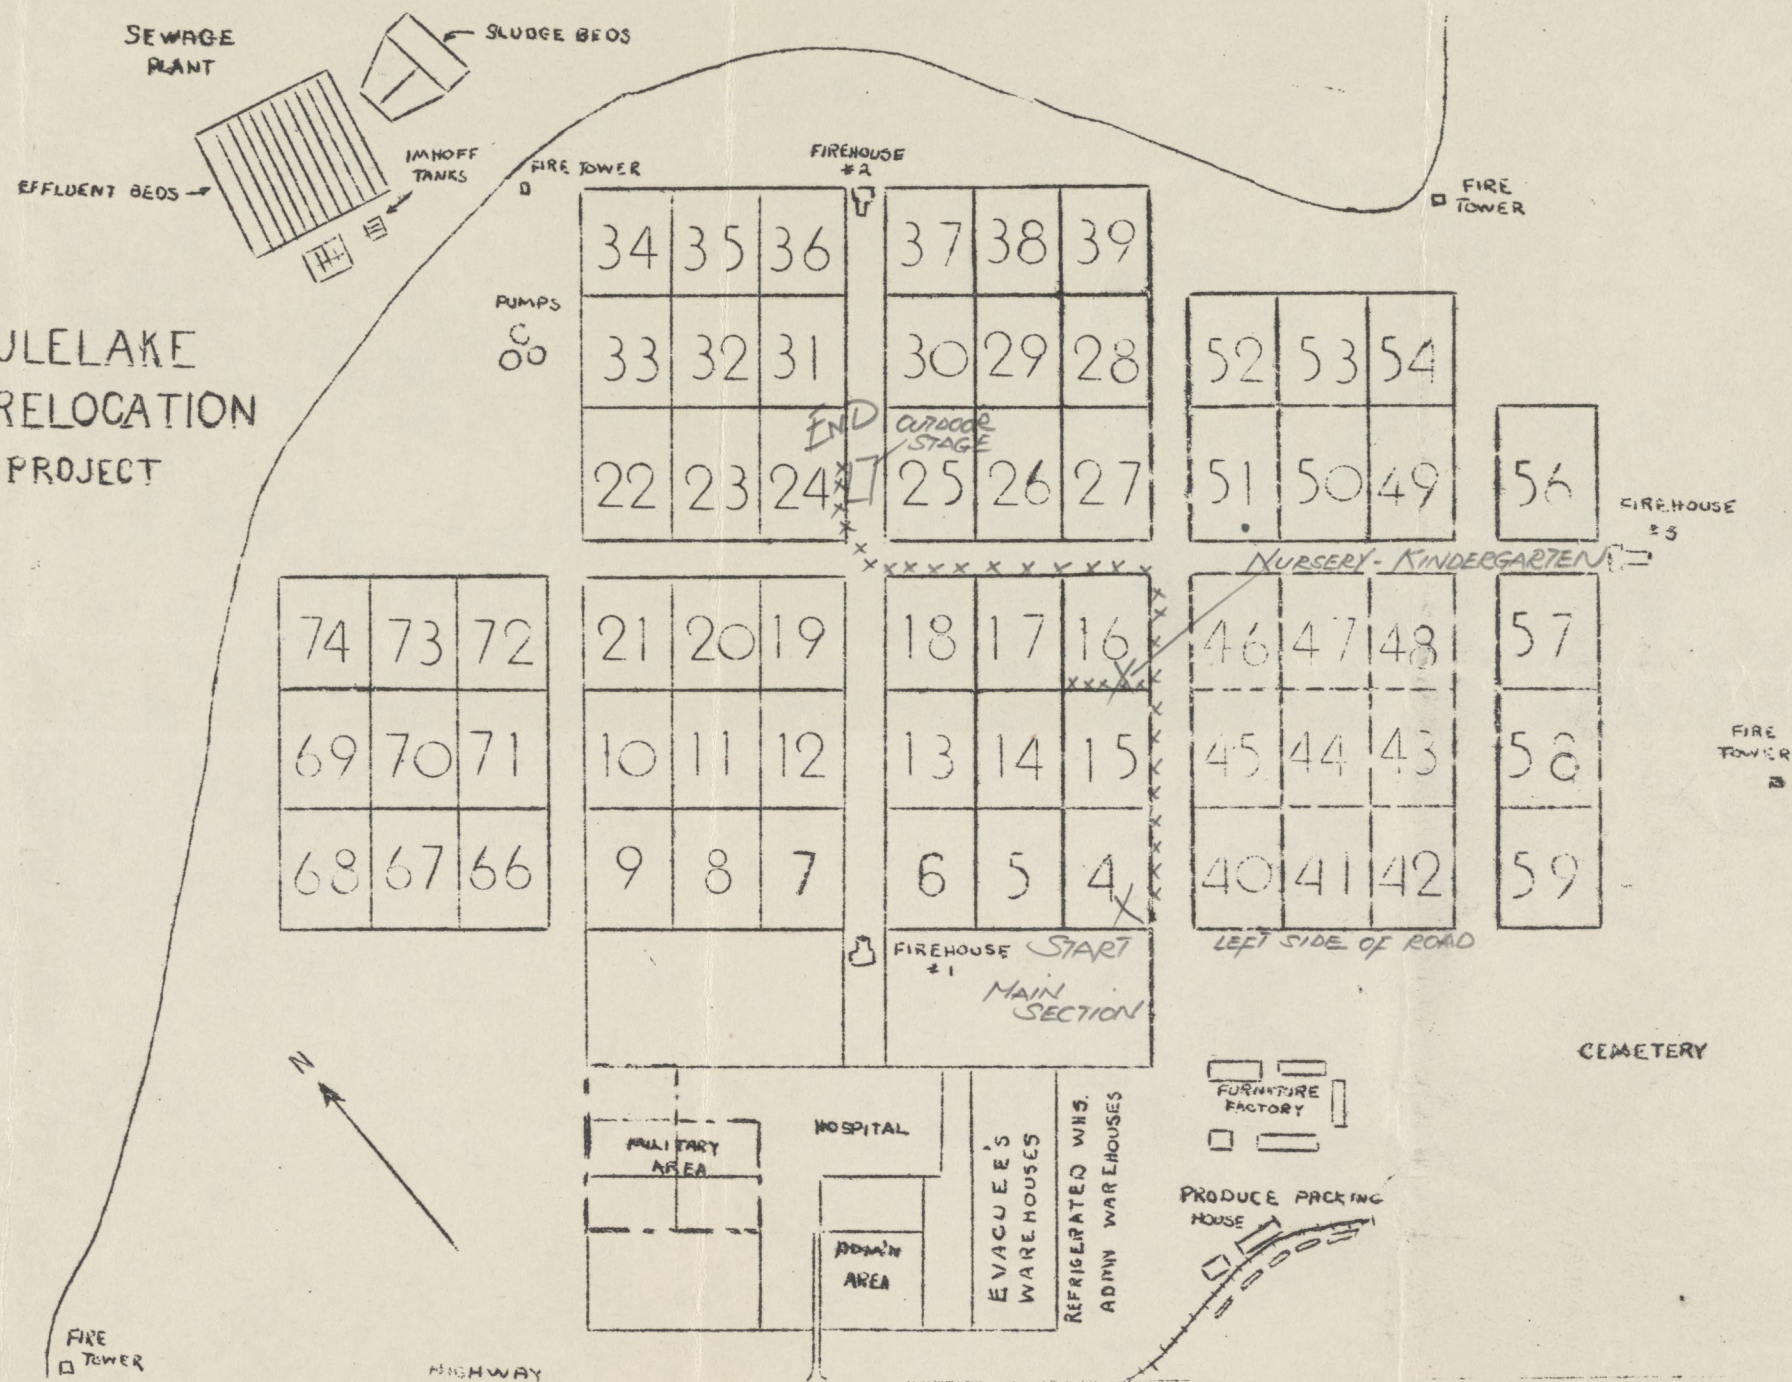 SEWAGE
PLANT
SLUDGE BEDS
IMHOFF
TANKS
EFFLUENT BEDS
FIRE TOWER
FIREHOUSE
#2
FIRE
TOWER
ULELAKE
RELOCATION
PROJECT
PUMPS
34 35 36 37 38 39
33 32 31 30 29 28 52 53 54
END
OUTDOOR
STAGE
22 23 24 25 26 27 51 50 49 56
FIREHOUSE
#3
NURSERY - KINDERGARTEN
74 73 72 21 20 19 18 17 16 46 47 48 57
69 70 71 10 11 12 13 14 15 45 44 43 58
FIRE
TOWER
68 67 66 9 8 7 6 5 4 40 41 42 59
FIREHOUSE
#1
START
LEFT SIDE OF ROAD
MAIN
SECTION
N
CEMETERY
FURNITURE
FACTORY
HOSPITAL
MILITARY
AREA
EVACUEE'S
WAREHOUSES
REFRIGERATED WHS.
ADMN WAREHOUSES
PRODUCE PACKING
HOUSE
ADM'N
AREA
FIRE
TOWER
HIGHWAY